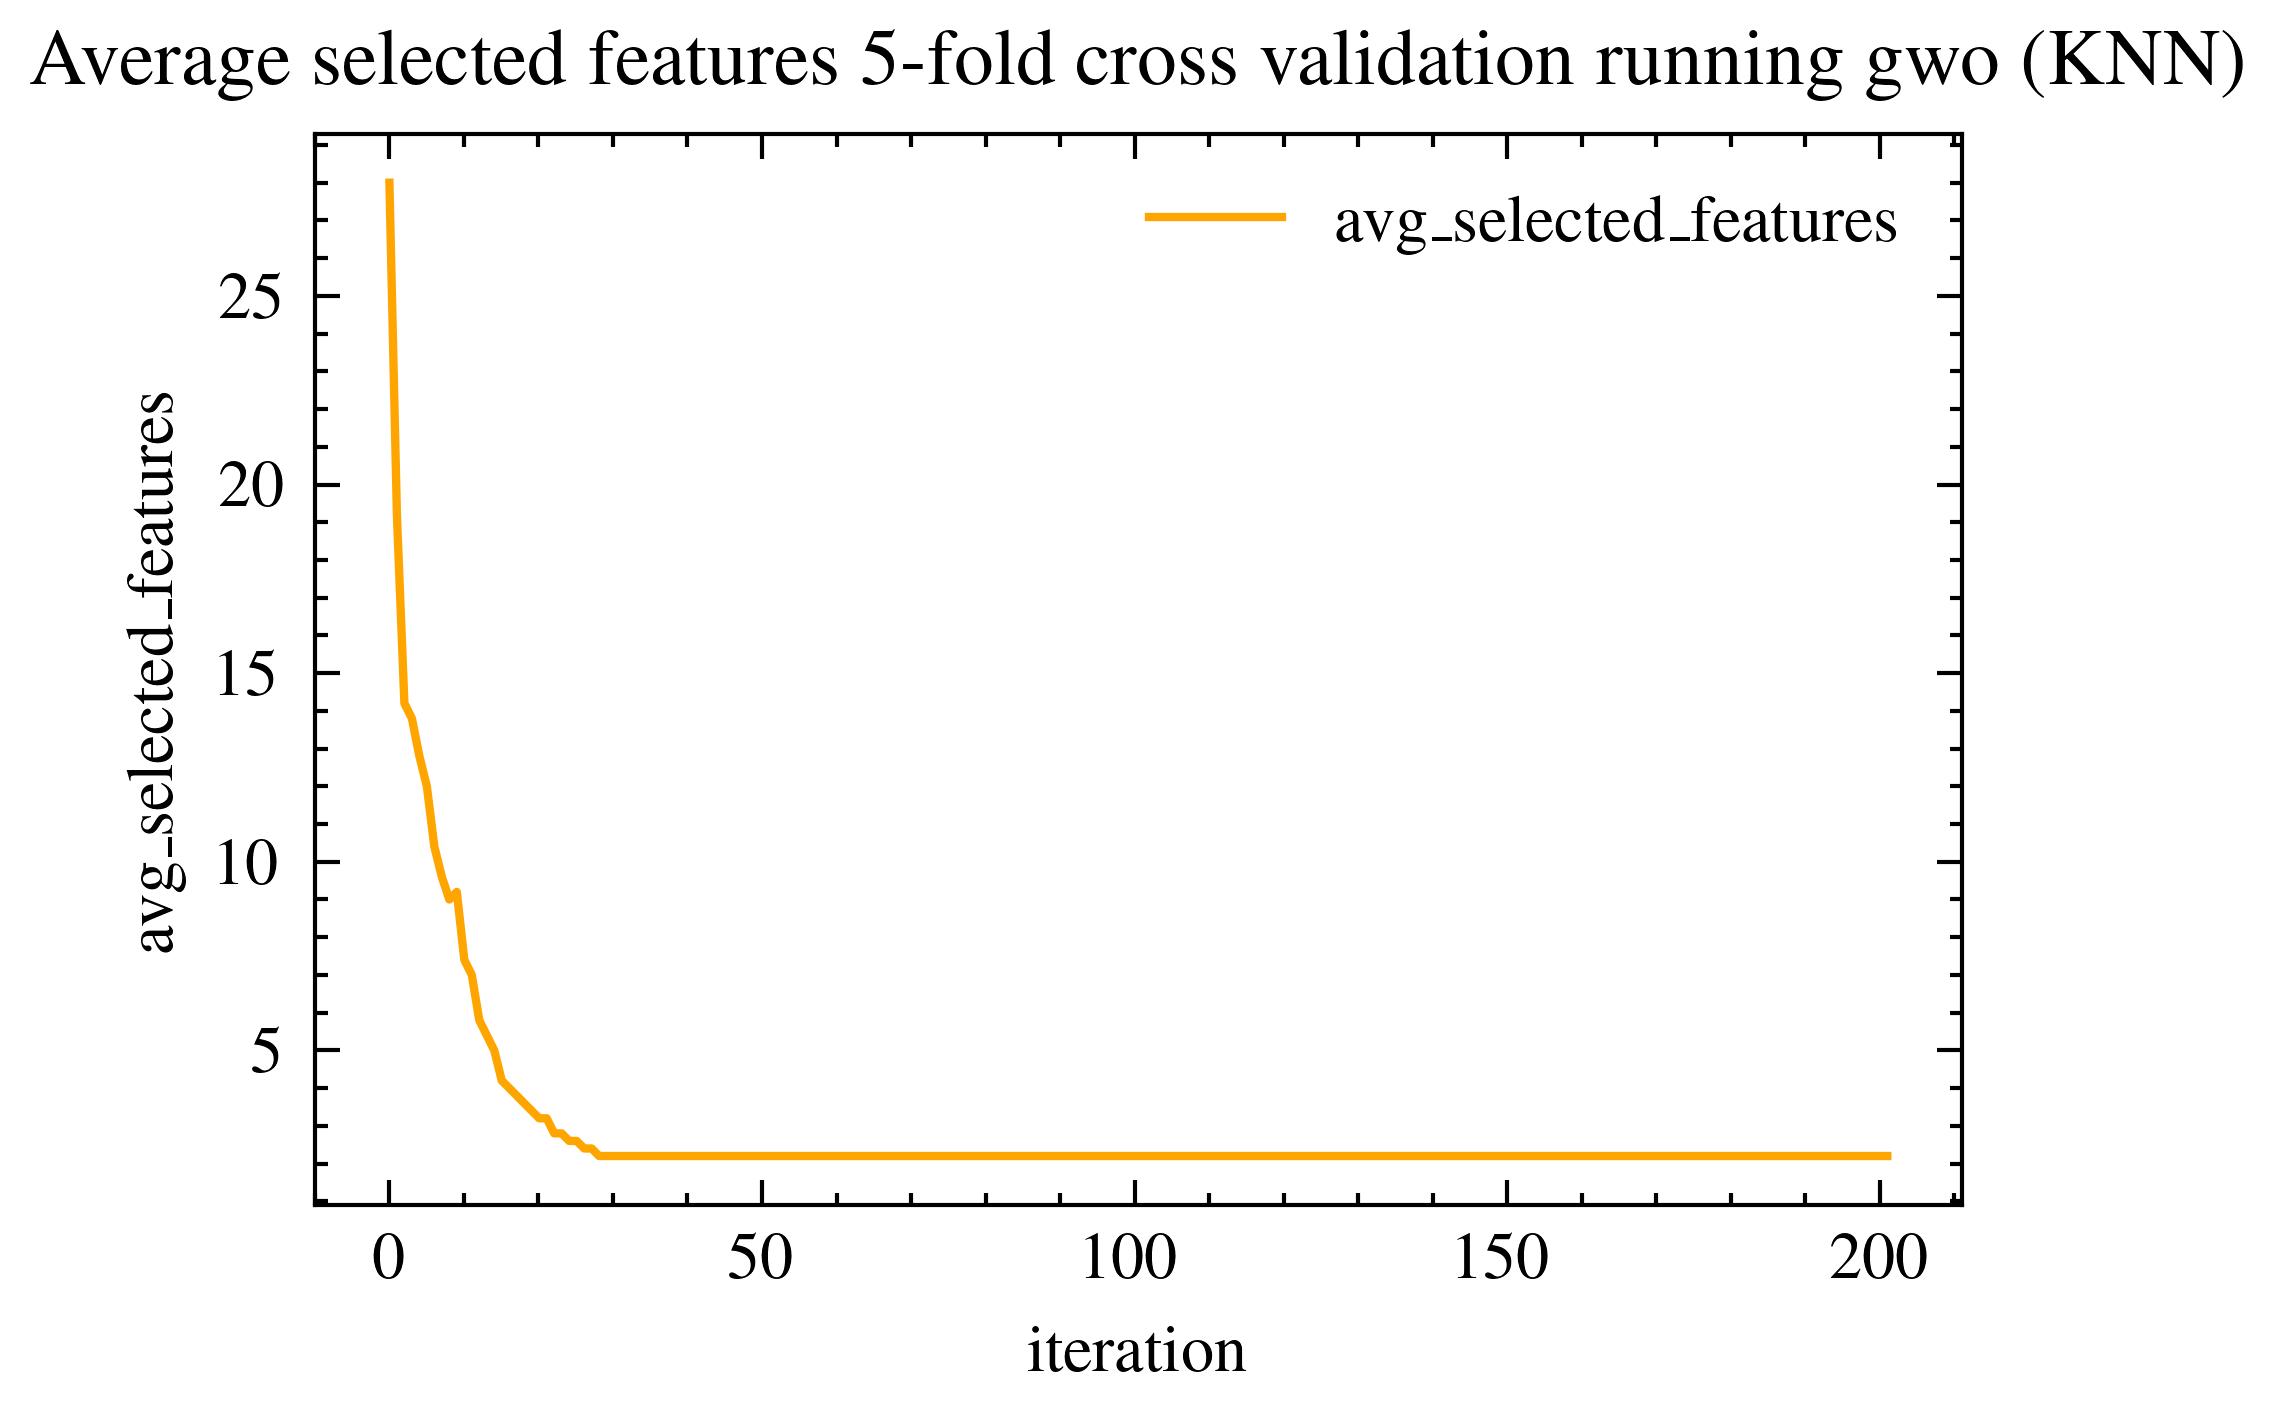 Average selected features 5-fold cross validation running gwo (KNN)
avg_selected_features
avg_selected_features
25
20
15
10
5
0 50 100 150 200
iteration